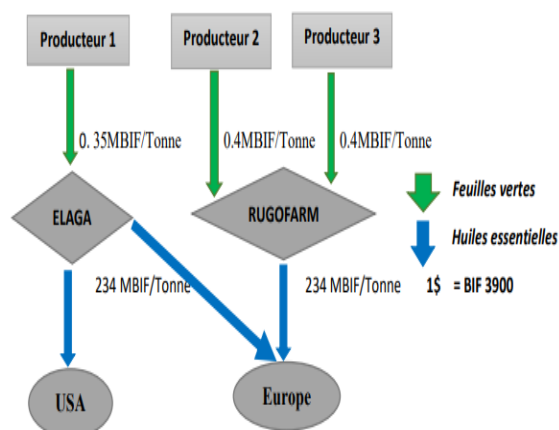 Producteur 1
Producteur 2
Producteur 3
0. 35MBIF/Tonne
0.4MBIF/Tonne
0.4MBIF/Tonne
ELAGA
RUGOFARM
Feuilles vertes
Huiles essentielles
234 MBIF/Tonne
234 MBIF/Tonne
1$ = BIF 3900
USA
Europe